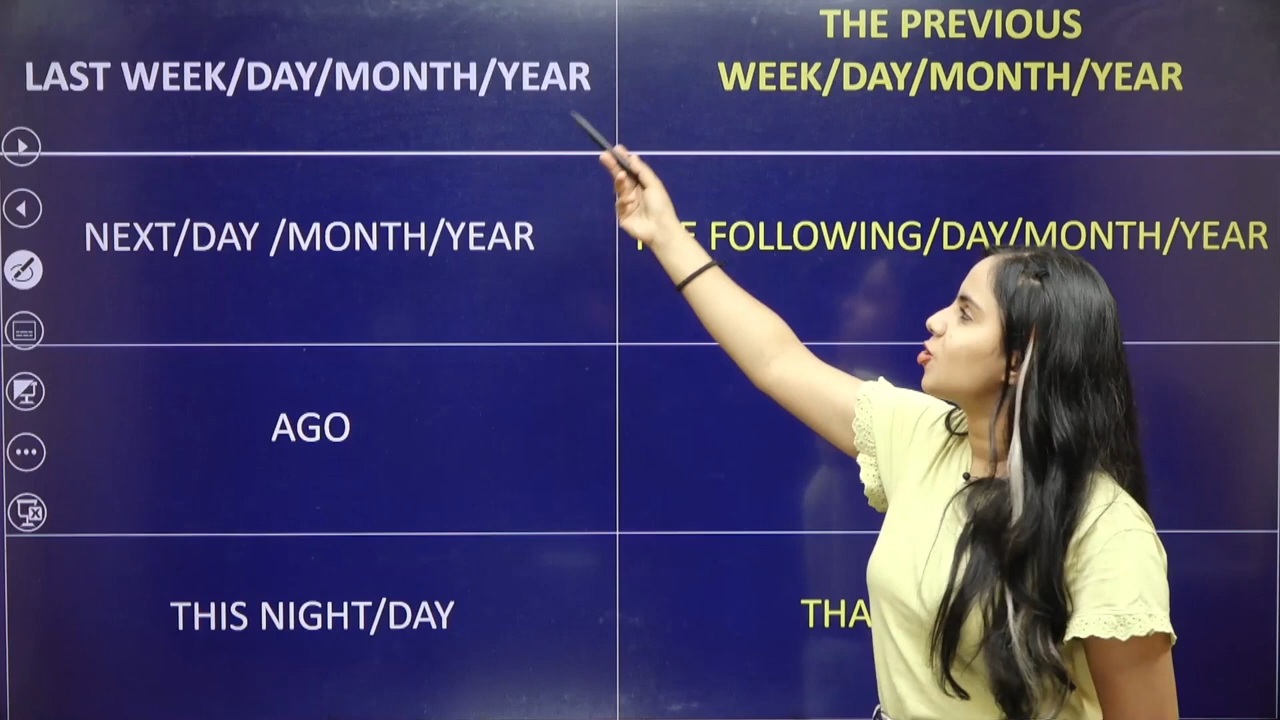 LAST WEEK/DAY/MONTH/YEAR
THE PREVIOUS
WEEK/DAY/MONTH/YEAR
NEXT/DAY /MONTH/YEAR
FOLLOWING/DAY/MONTH/YEAR
AGO
THIS NIGHT/DAY